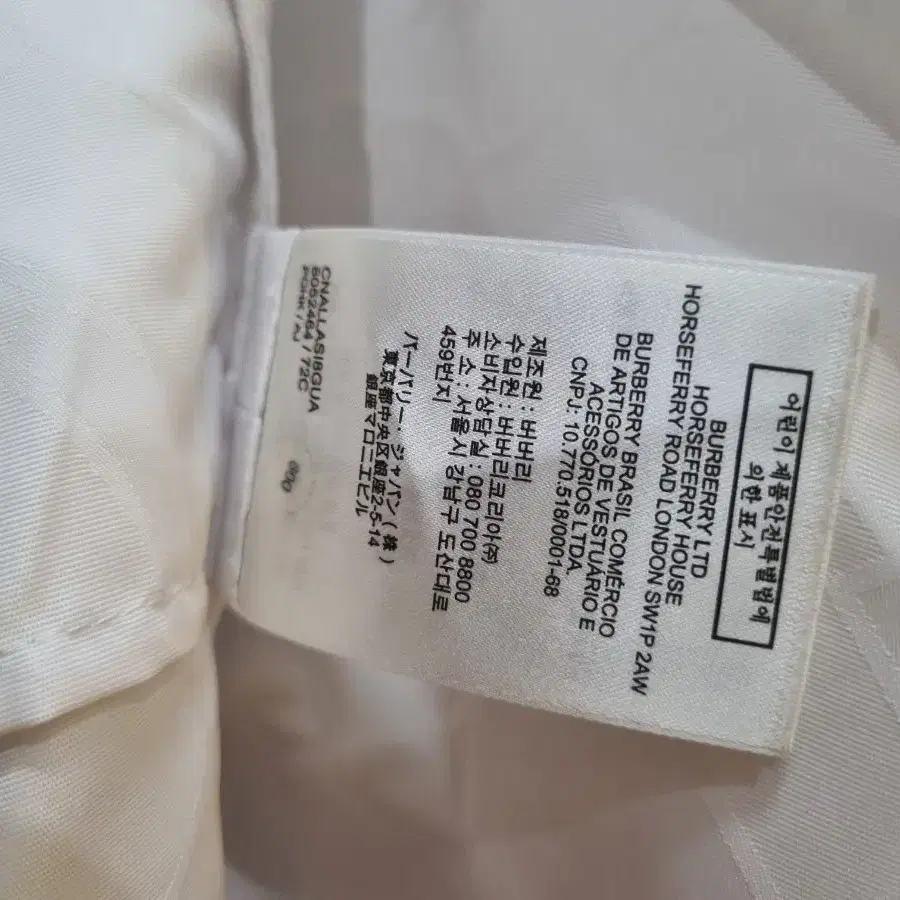 어린이 제품안전특별법에
의한 표시
BURBERRY LTD
HORSEFERRY HOUSE
HORSEFERRY ROAD LONDON SW1P 2AW
BURBERRY BRASIL COMÉRCIO
DE ARTIGOS DE VESTUÁRIO E
ACESSÓRIOS LTDA.
CNPJ: 10.770.518/0001-68
제조원 : 버버리
수입원 : 버버리코리아㈜
소비자상담실 : 080 700 8800
주 소 : 서울시 강남구 도산대로
459번지
バーバリー・ジャパン(株)
東京都中央区銀座2-5-14
銀座マロニエビル
CNALLASI8GUA
8052464 / 72C